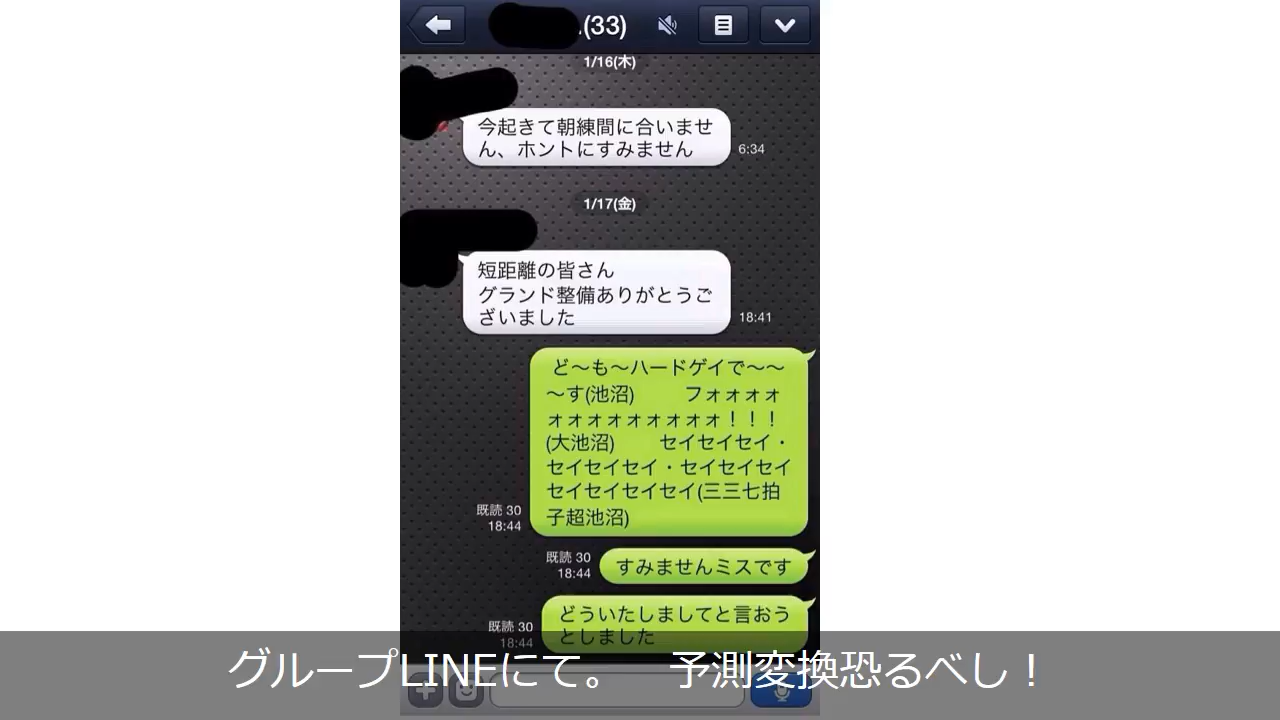 (33)
1/16(木)
今起きて朝練間に合いませ
ん、ホントにすみません
6:34
1/17(金)
短距離の皆さん
グランド整備ありがとうご
ざいました
18:41
ど〜も〜ハードゲイで〜〜
〜す(池沼)　　フォォォォ
ォォォォォォォォォ！！！
(大池沼)　　セイセイセイ・
セイセイセイ・セイセイセイ
セイセイセイセイ(三三七拍
子超池沼)
既読 30
18:44
すみませんミスです
既読 30
18:44
どういたしましてと言おう
としました
既読 30
18:44
グループLINEにて。　予測変換恐るべし！